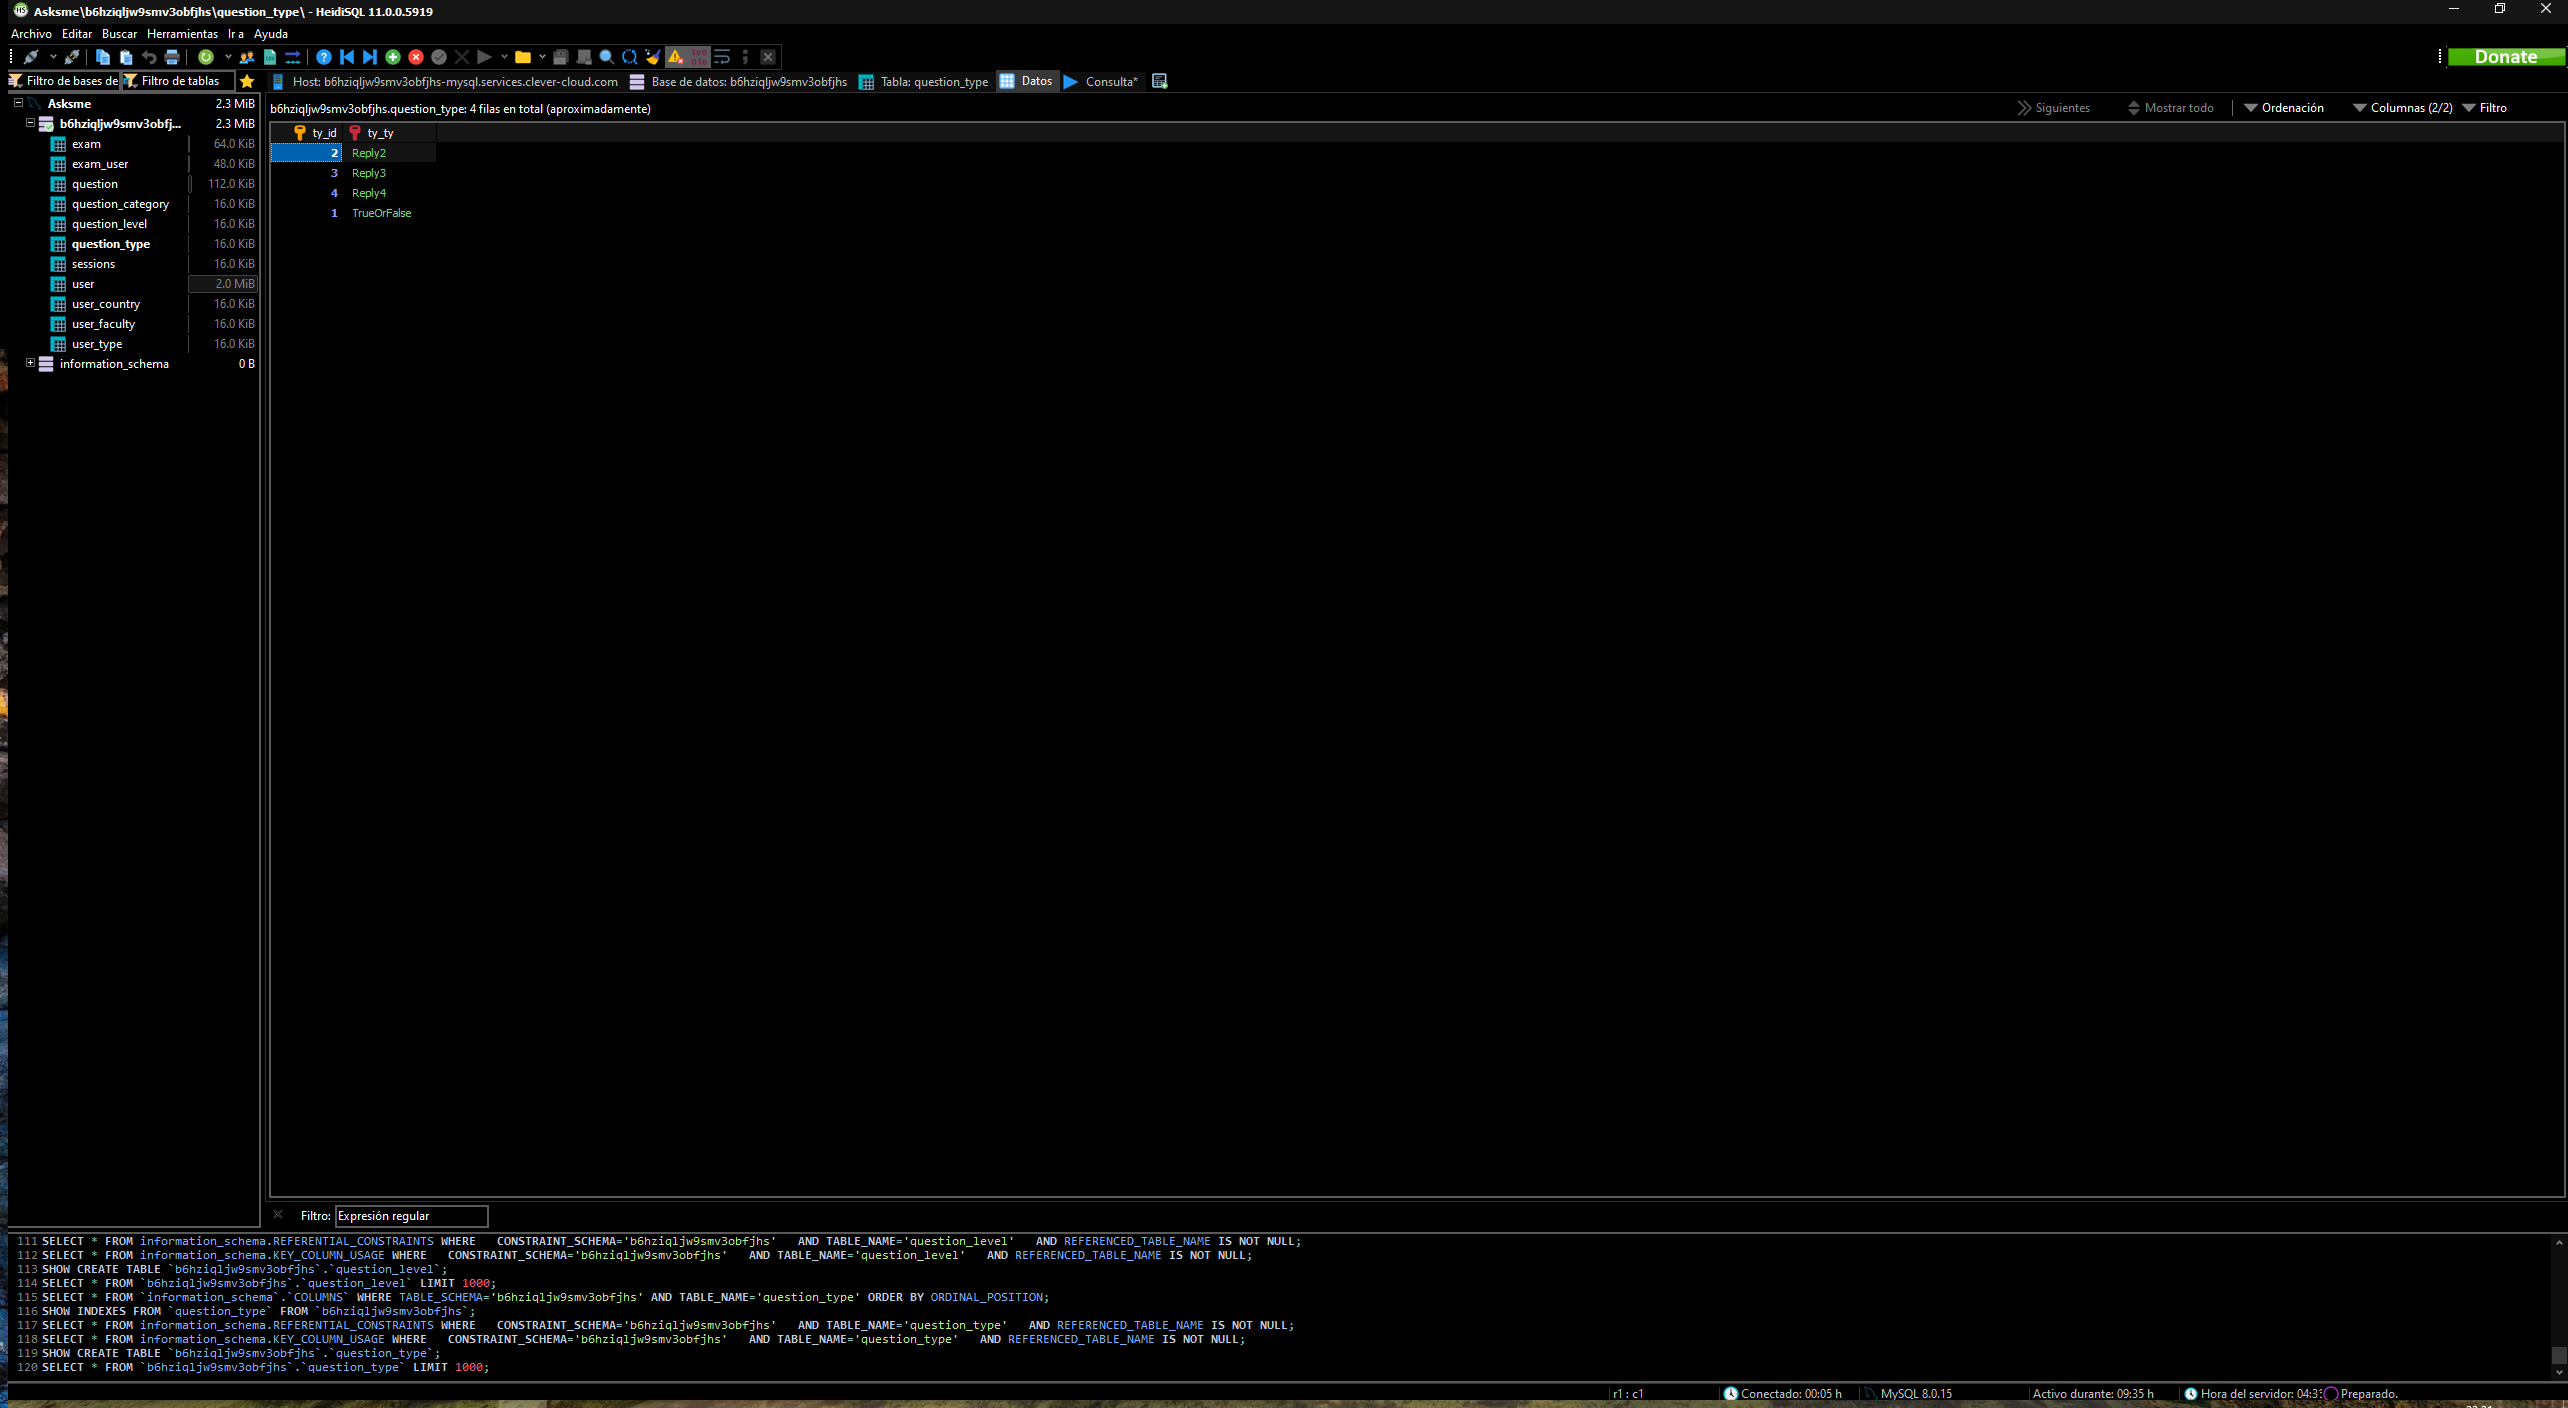 Asksme\b6hziqljw9smv3obfjhs\question_type\ - HeidiSQL 11.0.0.5919
Archivo Editar Buscar Herramientas Ir a Ayuda
Donate
Filtro de bases de Filtro de tablas
Host: b6hziqljw9smv3obfjhs-mysql.services.clever-cloud.com Base de datos: b6hziqljw9smv3obfjhs Tabla: question_type Datos Consulta*
Asksme 2.3 MiB
b6hziqljw9smv3obfj... 2.3 MiB
exam 64.0 KiB
exam_user 48.0 KiB
question 112.0 KiB
question_category 16.0 KiB
question_level 16.0 KiB
question_type 16.0 KiB
sessions 16.0 KiB
user 2.0 MiB
user_country 16.0 KiB
user_faculty 16.0 KiB
user_type 16.0 KiB
information_schema 0 B
b6hziqljw9smv3obfjhs.question_type: 4 filas en total (aproximadamente)
Siguientes Mostrar todo Ordenación Columnas (2/2) Filtro
ty_id ty_ty
2 Reply2
3 Reply3
4 Reply4
1 TrueOrFalse
Filtro: Expresión regular
111 SELECT * FROM information_schema.REFERENTIAL_CONSTRAINTS WHERE CONSTRAINT_SCHEMA='b6hziqljw9smv3obfjhs' AND TABLE_NAME='question_level' AND REFERENCED_TABLE_NAME IS NOT NULL;
112 SELECT * FROM information_schema.KEY_COLUMN_USAGE WHERE CONSTRAINT_SCHEMA='b6hziqljw9smv3obfjhs' AND TABLE_NAME='question_level' AND REFERENCED_TABLE_NAME IS NOT NULL;
113 SHOW CREATE TABLE `b6hziqljw9smv3obfjhs`.`question_level`;
114 SELECT * FROM `b6hziqljw9smv3obfjhs`.`question_level` LIMIT 1000;
115 SELECT * FROM `information_schema`.`COLUMNS` WHERE TABLE_SCHEMA='b6hziqljw9smv3obfjhs' AND TABLE_NAME='question_type' ORDER BY ORDINAL_POSITION;
116 SHOW INDEXES FROM `question_type` FROM `b6hziqljw9smv3obfjhs`;
117 SELECT * FROM information_schema.REFERENTIAL_CONSTRAINTS WHERE CONSTRAINT_SCHEMA='b6hziqljw9smv3obfjhs' AND TABLE_NAME='question_type' AND REFERENCED_TABLE_NAME IS NOT NULL;
118 SELECT * FROM information_schema.KEY_COLUMN_USAGE WHERE CONSTRAINT_SCHEMA='b6hziqljw9smv3obfjhs' AND TABLE_NAME='question_type' AND REFERENCED_TABLE_NAME IS NOT NULL;
119 SHOW CREATE TABLE `b6hziqljw9smv3obfjhs`.`question_type`;
120 SELECT * FROM `b6hziqljw9smv3obfjhs`.`question_type` LIMIT 1000;
r1 : c1 Conectado: 00:05 h MySQL 8.0.15 Activo durante: 09:35 h Hora del servidor: Preparado.